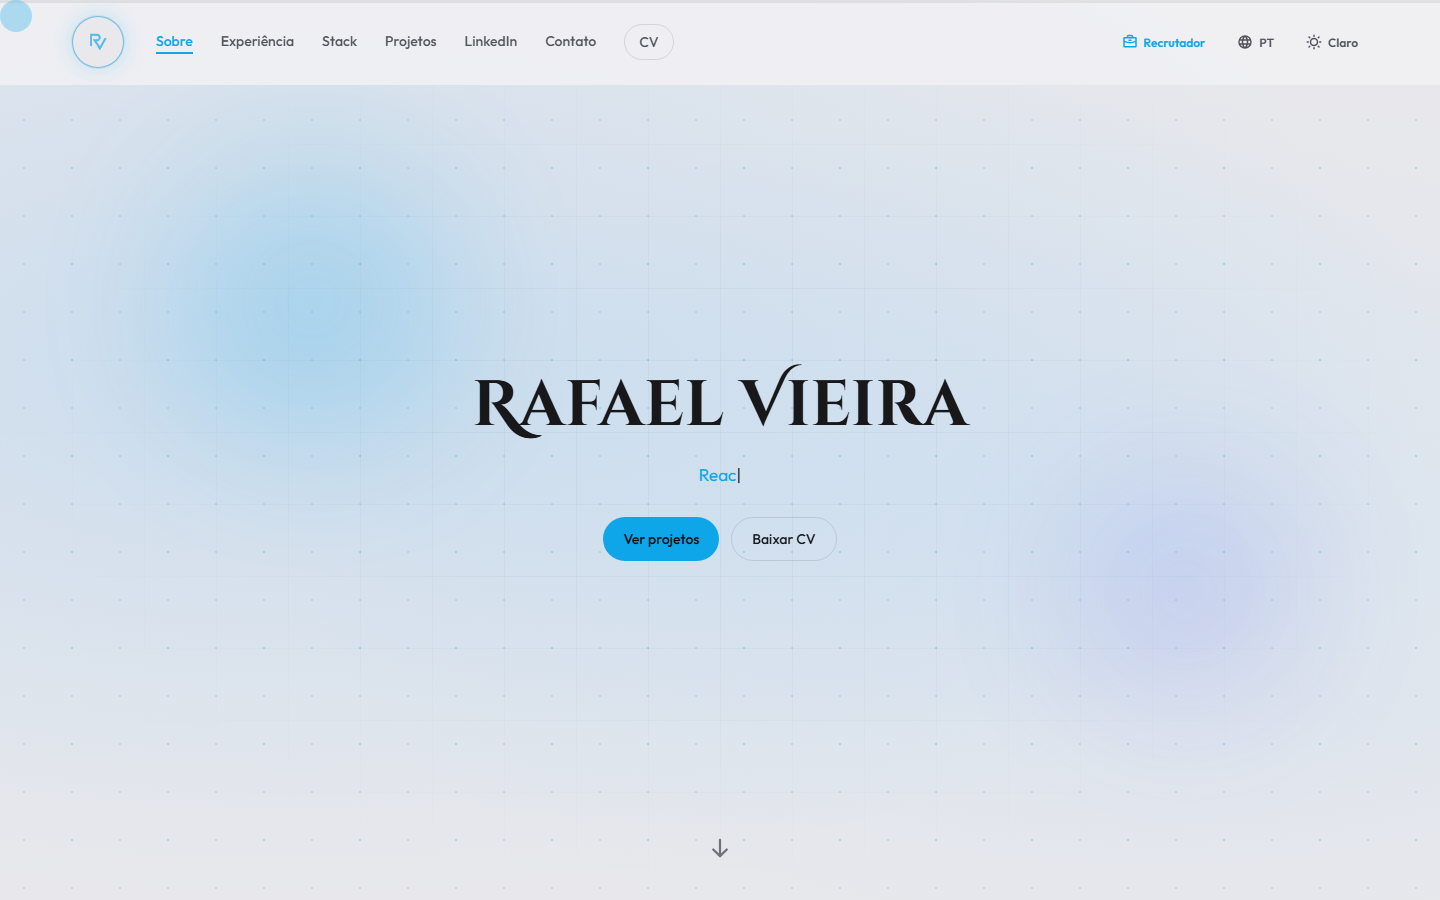 RV Sobre Experiência Stack Projetos LinkedIn Contato CV Recrutador PT Claro
Rafael Vieira
Reac|
Ver projetos Baixar CV